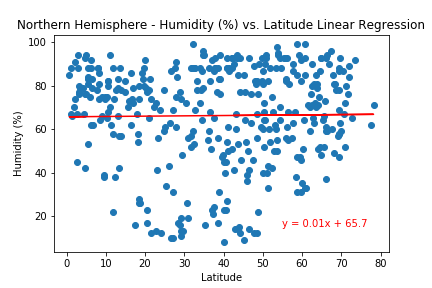 Northern Hemisphere - Humidity (%) vs. Latitude Linear Regression
100
80
60
40
20
Humidity (%)
y = 0.01x + 65.7
0 10 20 30 40 50 60 70 80
Latitude